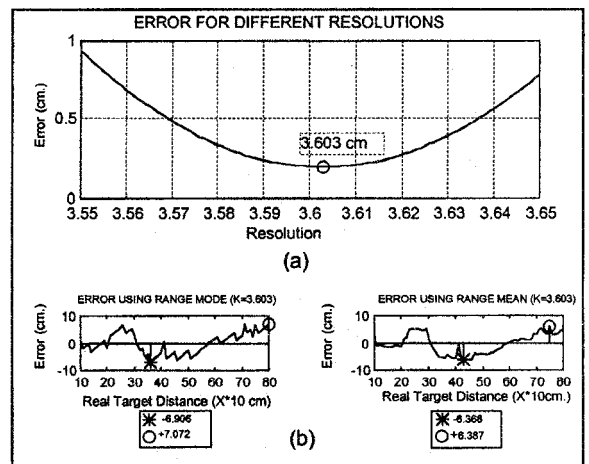 ERROR FOR DIFFERENT RESOLUTIONS
1
0.5
0
Error (cm.)
3.603 cm
3.55 3.56 3.57 3.58 3.59 3.6 3.61 3.62 3.63 3.64 3.65
Resolution
(a)
ERROR USING RANGE MODE (K=3.603)
10
0
-10
Error (cm.)
10 20 30 40 50 60 70 80
Real Target Distance (X*10 cm)
-6.906
+7.072
ERROR USING RANGE MEAN (K=3.603)
10
0
-10
Error (cm.)
10 20 30 40 50 60 70 80
Real Target Distance (X*10cm.)
-6.368
+6.387
(b)